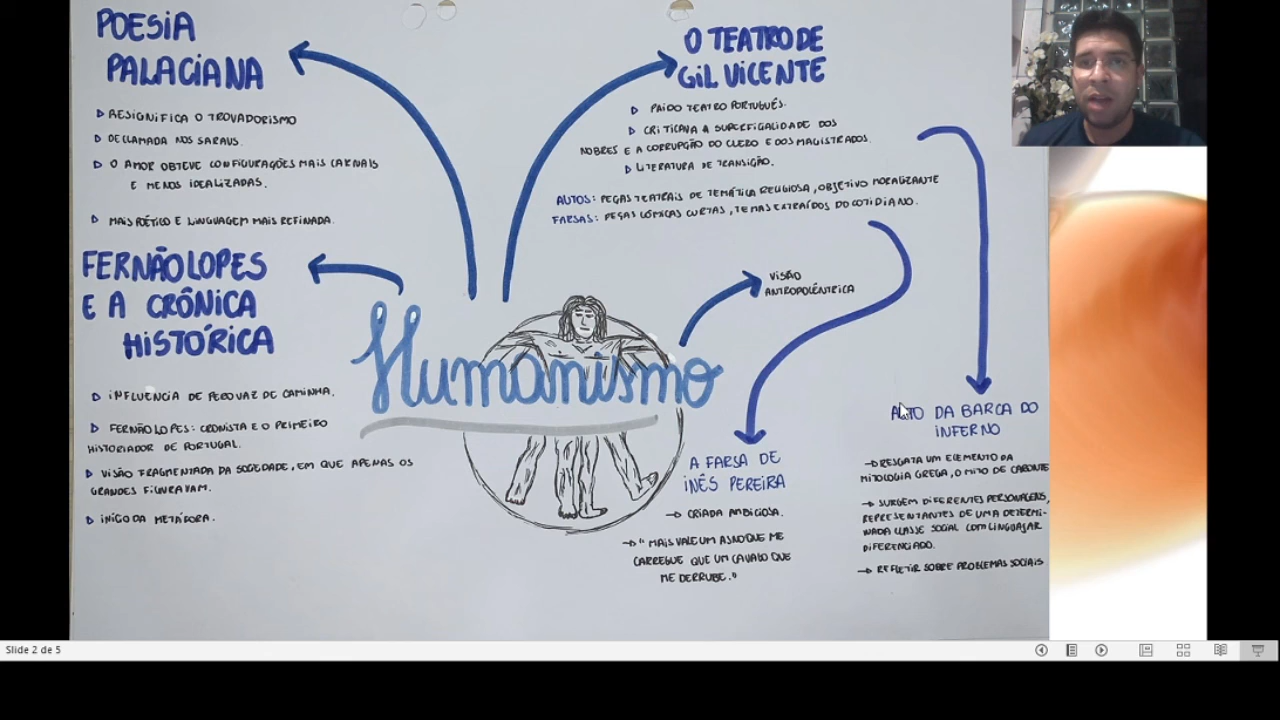 POESIA
PALACIANA
RESIGNIFICA O TROVADORISMO
DECLAMADA NOS SARAUS.
O AMOR OBTEVE CONFIGURAÇÕES MAIS CARNAIS
E MENOS IDEALIZADAS.
MAIS POÉTICO E LINGUAGEM MAIS REFINADA.
FERNÃO LOPES
E A CRÔNICA
HISTÓRICA
INFLUENCIA DE PERO VAZ DE CAMINHA.
FERNÃO LOPES: CRONISTA E O PRIMEIRO
HISTORIADOR DE PORTUGAL.
VISÃO FRAGMENTADA DA SOCIEDADE, EM QUE APENAS OS
GRANDES FIGURAVAM.
INÍCIO DA METÁFORA.
Humanismo
VISÃO
ANTROPOCÊNTRICA
O TEATRO DE
GIL VICENTE
PAI DO TEATRO PORTUGUÊS.
CRITICAVA A SUPERFICALIDADE DOS
NOBRES E A CORRUPÇÃO DO CLERO E DOS MAGISTRADOS.
LITERATURA DE TRANSIÇÃO.
AUTOS: PEÇAS TEATRAIS DE TEMÁTICA RELIGIOSA, OBJETIVO MORALIZANTE
FARSAS: PEÇAS CÔMICAS CURTAS, TEMAS EXTRAÍDOS DO COTIDIANO.
A FARSA DE
INÊS PEREIRA
CRIADA AMBICIOSA.
"MAIS VALE UM ASNO QUE ME
CARREGUE QUE UM CAVALO QUE
ME DERRUBE."
AUTO DA BARCA DO
INFERNO
RESGATA UM ELEMENTO DA
MITOLOGIA GREGA, O MITO DE CARONTE
SURGEM DIFERENTES PERSONAGENS,
REPRESENTANTES DE UMA DETERMI-
NADA CLASSE SOCIAL COM LINGUAJAR
DIFERENCIADO.
REFLETIR SOBRE PROBLEMAS SOCIAIS
Slide 2 de 5